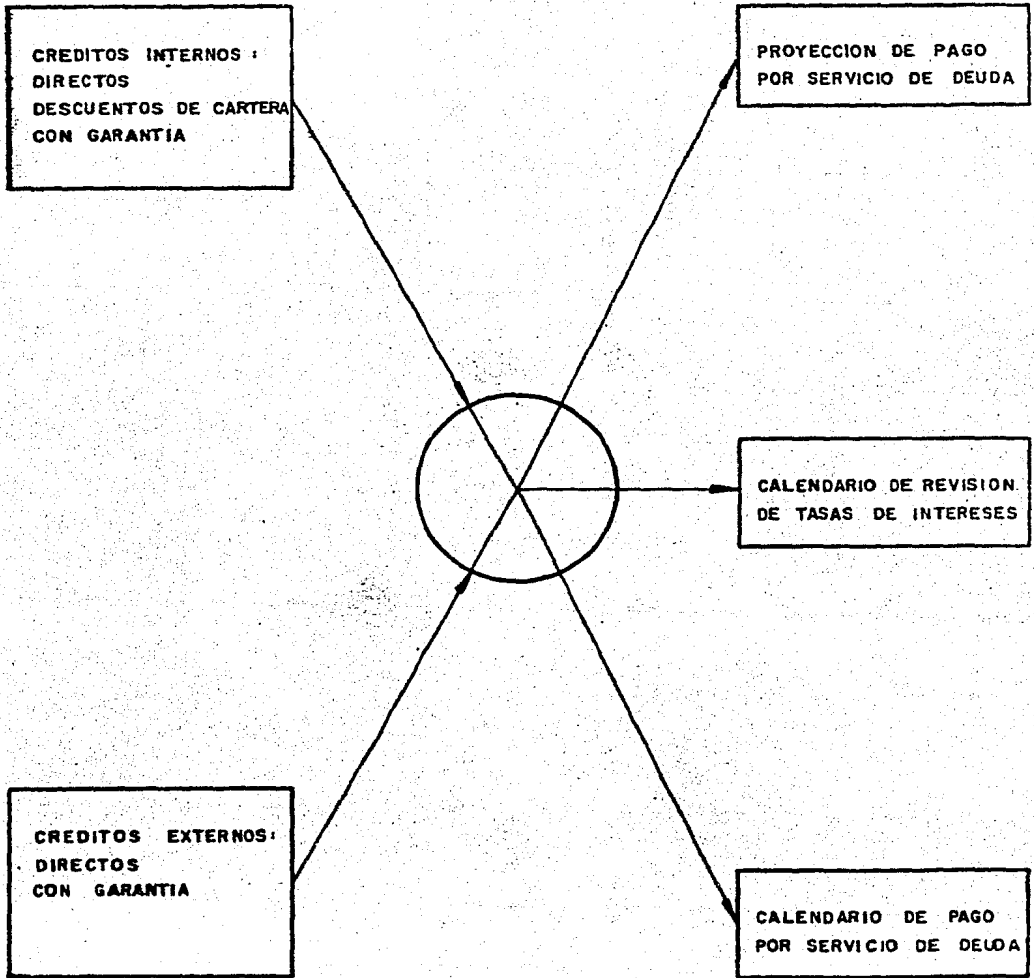 CREDITOS INTERNOS :
DIRECTOS
DESCUENTOS DE CARTERA
CON GARANTIA
PROYECCION DE PAGO
POR SERVICIO DE DEUDA
CALENDARIO DE REVISION.
DE TASAS DE INTERESES
CREDITOS EXTERNOS:
DIRECTOS
CON GARANTIA
CALENDARIO DE PAGO
POR SERVICIO DE DEUDA